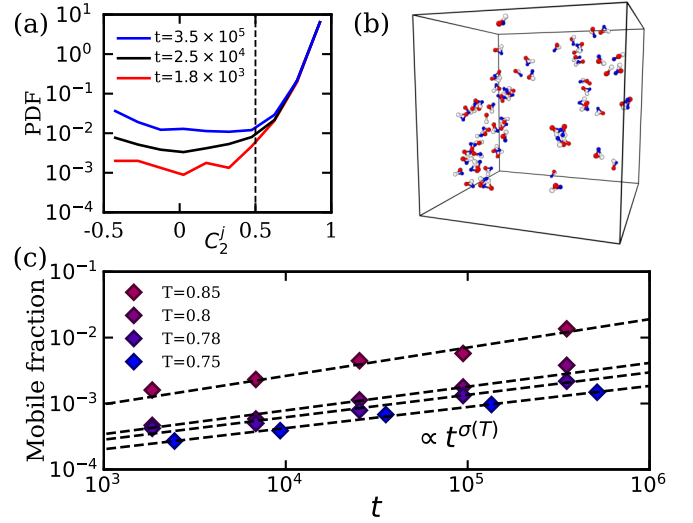 (a)
(b)
10^1
10^0
10^{-1}
10^{-2}
10^{-3}
10^{-4}
PDF
t=3.5 × 10^5
t=2.5 × 10^4
t=1.8 × 10^3
-0.5 0 0.5 1
C_2^j
(c)
10^{-1}
10^{-2}
10^{-3}
10^{-4}
Mobile fraction
T=0.85
T=0.8
T=0.78
T=0.75
∝ t^{σ(T)}
10^3 10^4 10^5 10^6
t